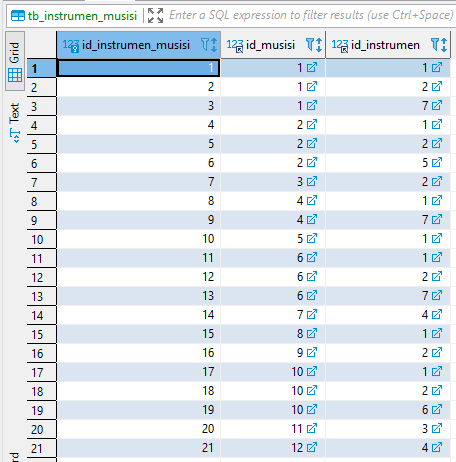 tb_instrumen_musisi Enter a SQL expression to filter results (use Ctrl+Space)
Grid
Text
123 id_instrumen_musisi 123 id_musisi 123 id_instrumen
1 1 1 1
2 2 1 2
3 3 1 7
4 4 2 1
5 5 2 2
6 6 2 5
7 7 3 2
8 8 4 1
9 9 4 7
10 10 5 1
11 11 6 1
12 12 6 2
13 13 6 7
14 14 7 4
15 15 8 1
16 16 9 2
17 17 10 1
18 18 10 2
19 19 10 6
20 20 11 3
21 21 12 4